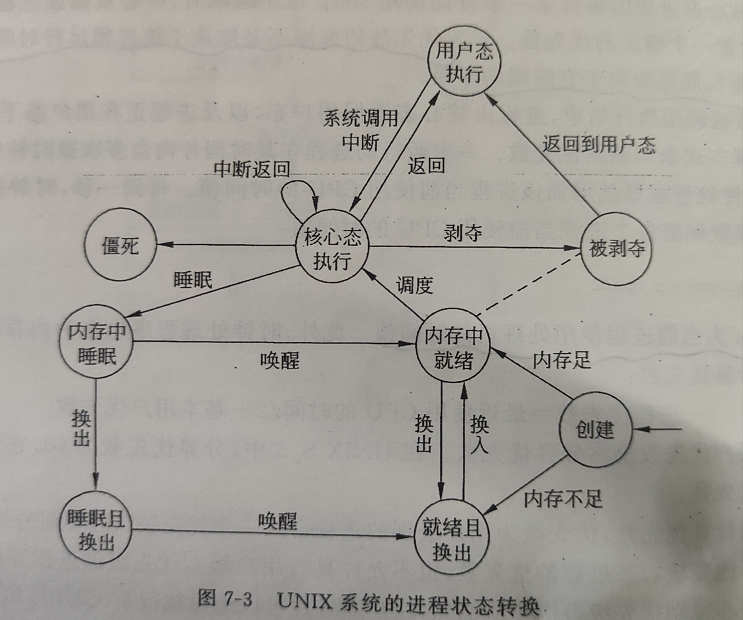 用户态
执行
系统调用
中断
返回到用户态
中断返回
返回
僵死
核心态
执行
剥夺
被剥夺
睡眠
调度
内存中
睡眠
唤醒
内存中
就绪
内存足
换出
换出
换入
创建
内存不足
睡眠且
换出
唤醒
就绪且
换出
图 7-3 UNIX 系统的进程状态转换